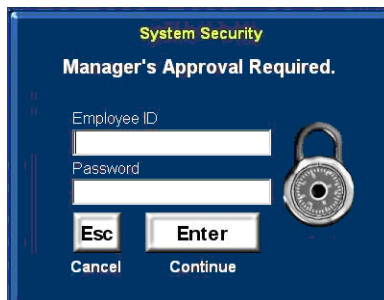 System Security
Manager's Approval Required.
Employee ID
Password
Esc Enter
Cancel Continue